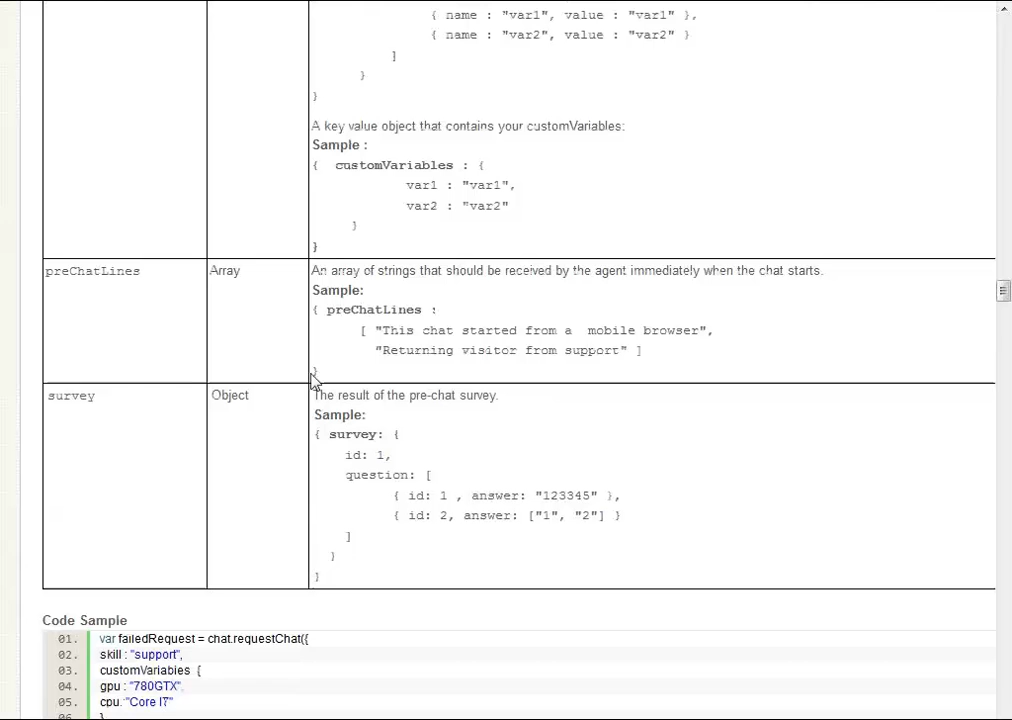 { name : "var1", value : "var1" },
{ name : "var2", value : "var2" }
]
}
}
A key value object that contains your customVariables:
Sample :
{ customVariables : {
var1 : "var1",
var2 : "var2"
}
}
preChatLines Array An array of strings that should be received by the agent immediately when the chat starts.
Sample:
{ preChatLines :
[ "This chat started from a mobile browser",
"Returning visitor from support" ]
}
survey Object The result of the pre-chat survey.
Sample:
{ survey: {
id: 1,
question: [
{ id: 1 , answer: "123345" },
{ id: 2, answer: ["1", "2"] }
]
}
]
Code Sample
01. var failedRequest = chat.requestChat({
02. skill : "support",
03. customVariables {
04. gpu : "780GTX",
05. cpu: "Core I7"
06. }